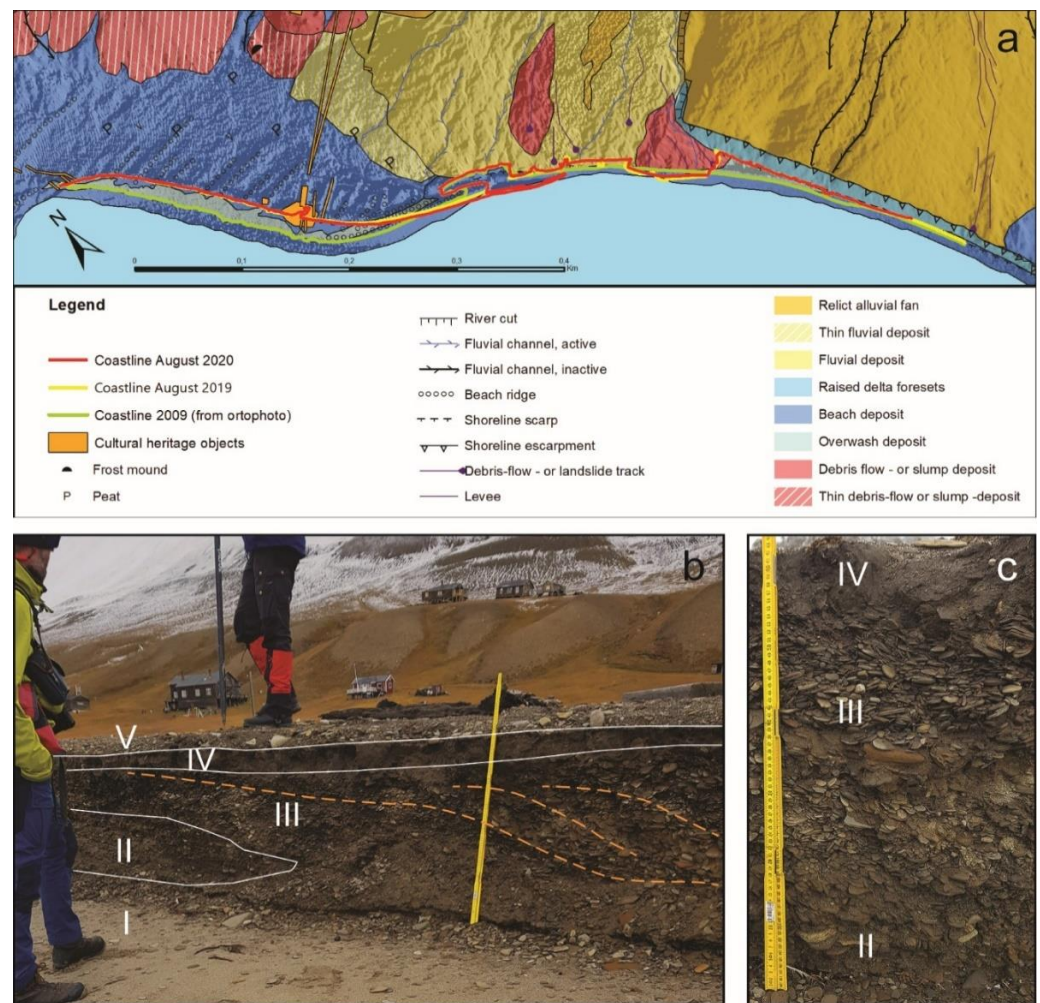 a
P
P
P
P
P
P
P
P
N
0 0,1 0,2 0,3 0,4
Km
Legend
Coastline August 2020
Coastline August 2019
Coastline 2009 (from ortophoto)
Cultural heritage objects
Frost mound
P Peat
River cut
Fluvial channel, active
Fluvial channel, inactive
Beach ridge
Shoreline scarp
Shoreline escarpment
Debris-flow - or landslide track
Levee
Relict alluvial fan
Thin fluvial deposit
Fluvial deposit
Raised delta foresets
Beach deposit
Overwash deposit
Debris flow - or slump deposit
Thin debris-flow or slump -deposit
b
V
IV
III
II
I
c
IV
III
II